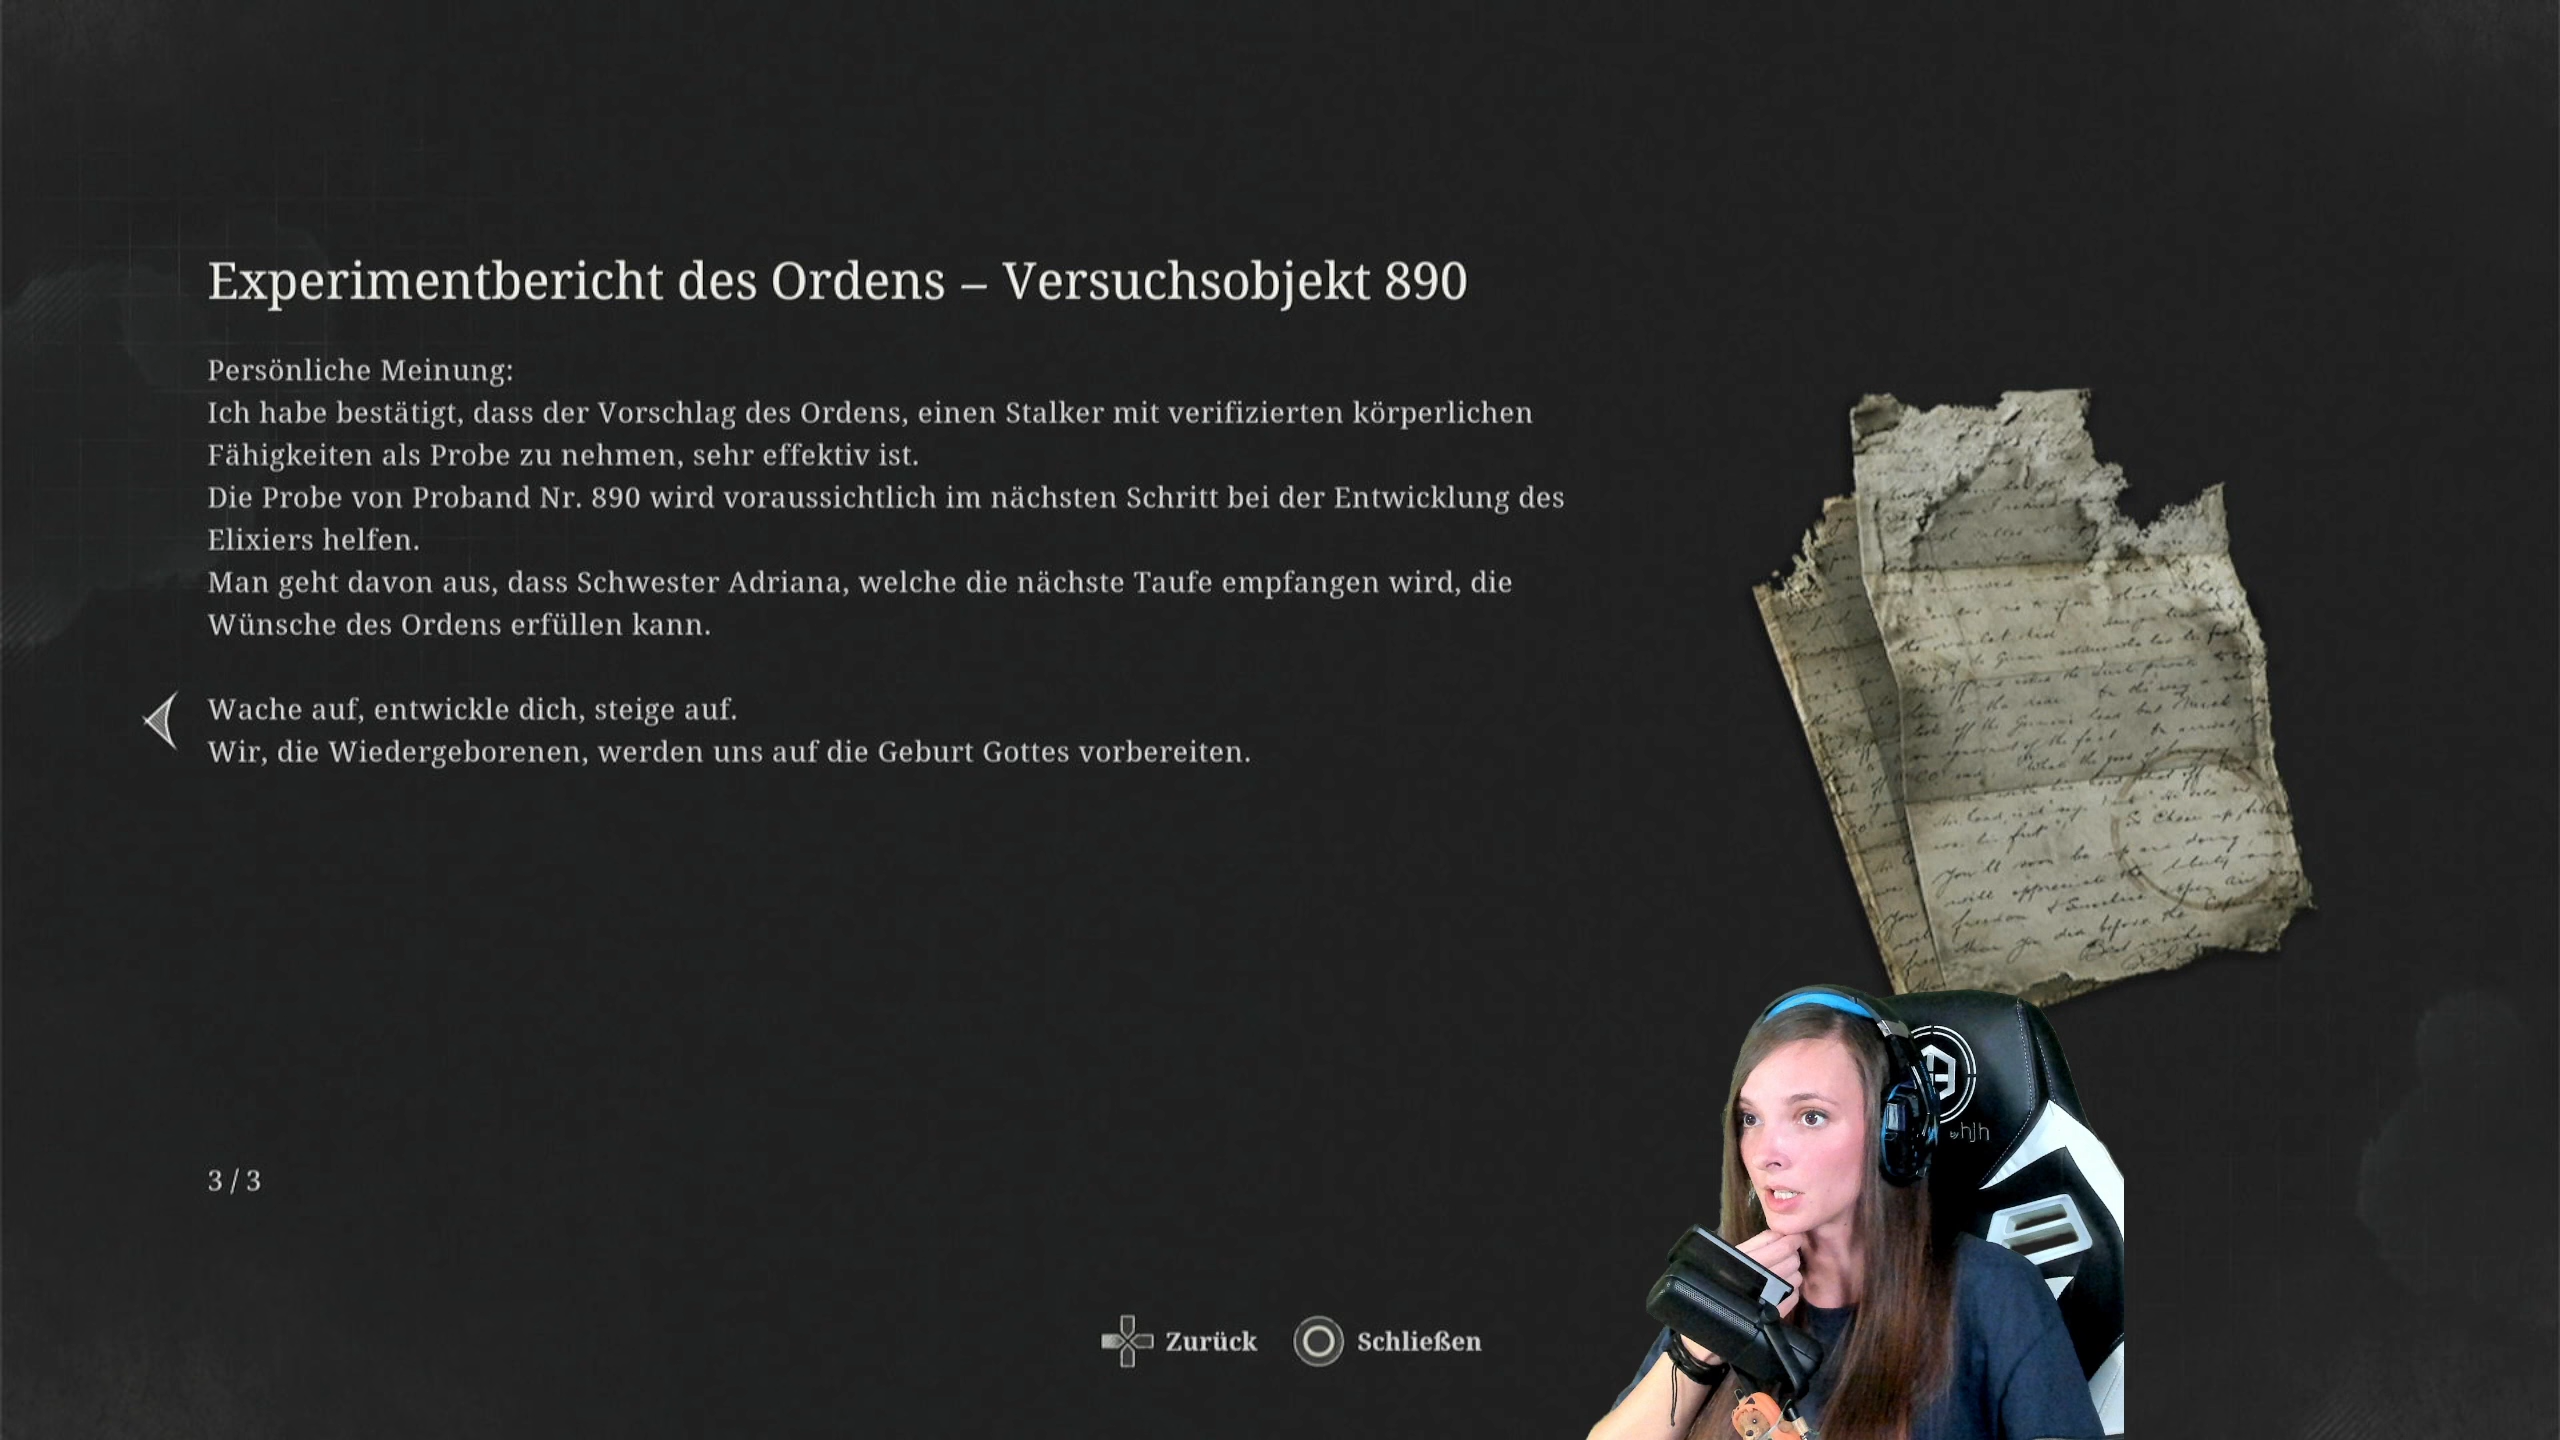 Experimentbericht des Ordens – Versuchsobjekt 890
Persönliche Meinung:
Ich habe bestätigt, dass der Vorschlag des Ordens, einen Stalker mit verifizierten körperlichen
Fähigkeiten als Probe zu nehmen, sehr effektiv ist.
Die Probe von Proband Nr. 890 wird voraussichtlich im nächsten Schritt bei der Entwicklung des
Elixiers helfen.
Man geht davon aus, dass Schwester Adriana, welche die nächste Taufe empfangen wird, die
Wünsche des Ordens erfüllen kann.
Wache auf, entwickle dich, steige auf.
Wir, die Wiedergeborenen, werden uns auf die Geburt Gottes vorbereiten.
by hjh
3 / 3
Zurück
Schließen